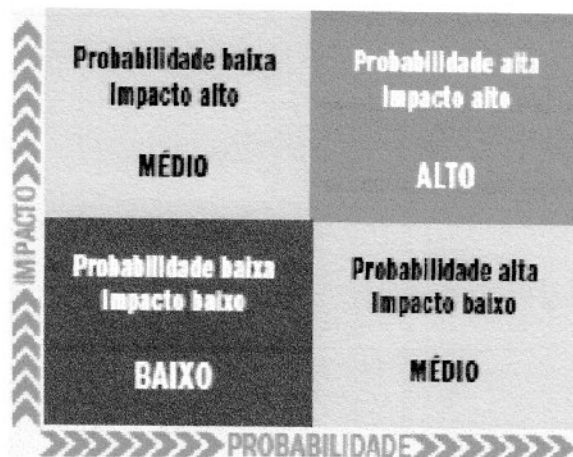 Probabilidade baixa
Impacto alto
MÉDIO
Probabilidade alta
Impacto alto
ALTO
IMPACTO
Probabilidade baixa
Impacto baixo
BAIXO
Probabilidade alta
Impacto baixo
MÉDIO
PROBABILIDADE